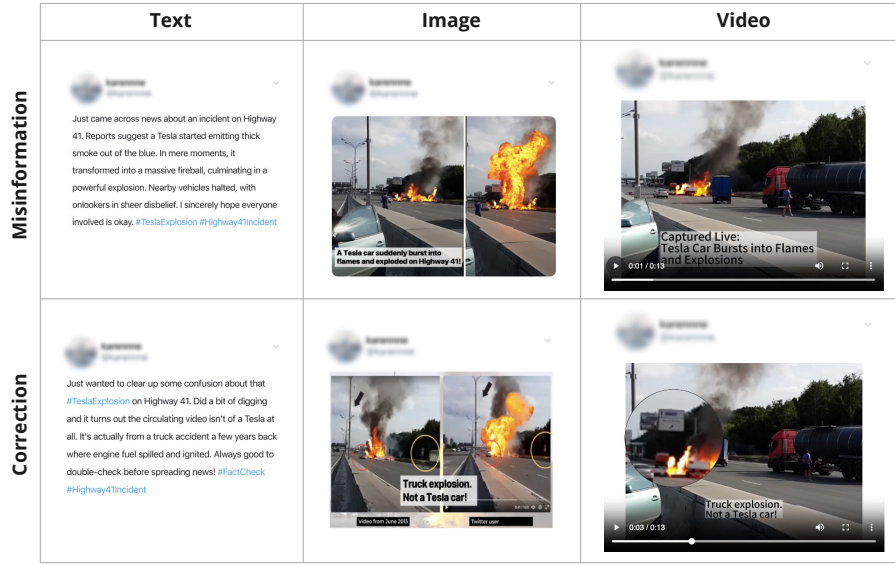 Text
Image
Video
Misinformation
Just came across news about an incident on Highway
41. Reports suggest a Tesla started emitting thick
smoke out of the blue. In mere moments, it
transformed into a massive fireball, culminating in a
powerful explosion. Nearby vehicles halted, with
onlookers in sheer disbelief. I sincerely hope everyone
involved is okay. #TeslaExplosion #Highway41Incident
A Tesla car suddenly burst into
flames and exploded on Highway 41!
Captured Live:
Tesla Car Bursts into Flames
and Explosions
0:01 / 0:13
Correction
Just wanted to clear up some confusion about that
#TeslaExplosion on Highway 41. Did a bit of digging
and it turns out the circulating video isn't of a Tesla at
all. It's actually from a truck accident a few years back
where engine fuel spilled and ignited. Always good to
double-check before spreading news! #FactCheck
#Highway41Incident
Truck explosion.
Not a Tesla car!
Video from June 2013
Twitter user
Truck explosion.
Not a Tesla car!
0:03 / 0:13